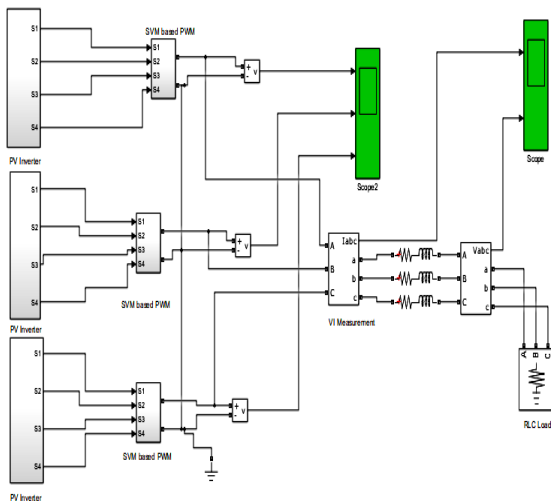 SVM based PWM
S1
S2
S3
S4
S1
S2
S3
S4
+
-
v
PV Inverter
Scope2
Scope
S1
S2
S3
S4
S1
S2
S3
S4
+
-
v
PV Inverter
SVM based PWM
A
B
C
Iabc
a
b
c
VI Measurement
A
B
C
Vabc
a
b
c
A
B
C
RLC Load
S1
S2
S3
S4
S1
S2
S3
S4
+
-
v
SVM based PWM
PV Inverter